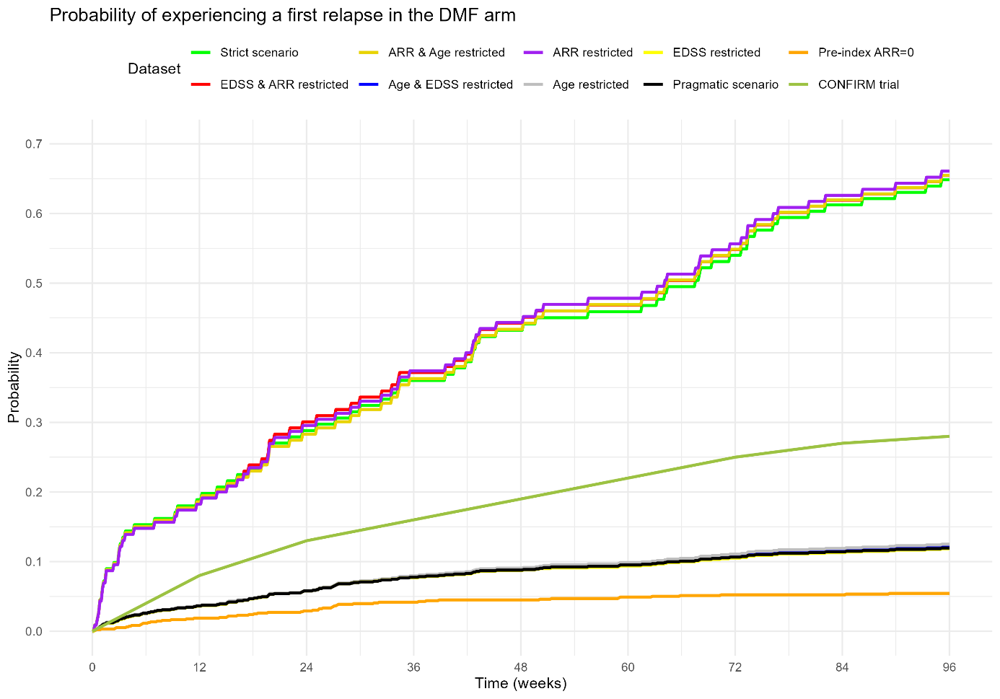 Probability of experiencing a first relapse in the DMF arm
Dataset
Strict scenario
ARR & Age restricted
ARR restricted
EDSS restricted
Pre-index ARR=0
EDSS & ARR restricted
Age & EDSS restricted
Age restricted
Pragmatic scenario
CONFIRM trial
Probability
0.7
0.6
0.5
0.4
0.3
0.2
0.1
0.0
0 12 24 36 48 60 72 84 96
Time (weeks)